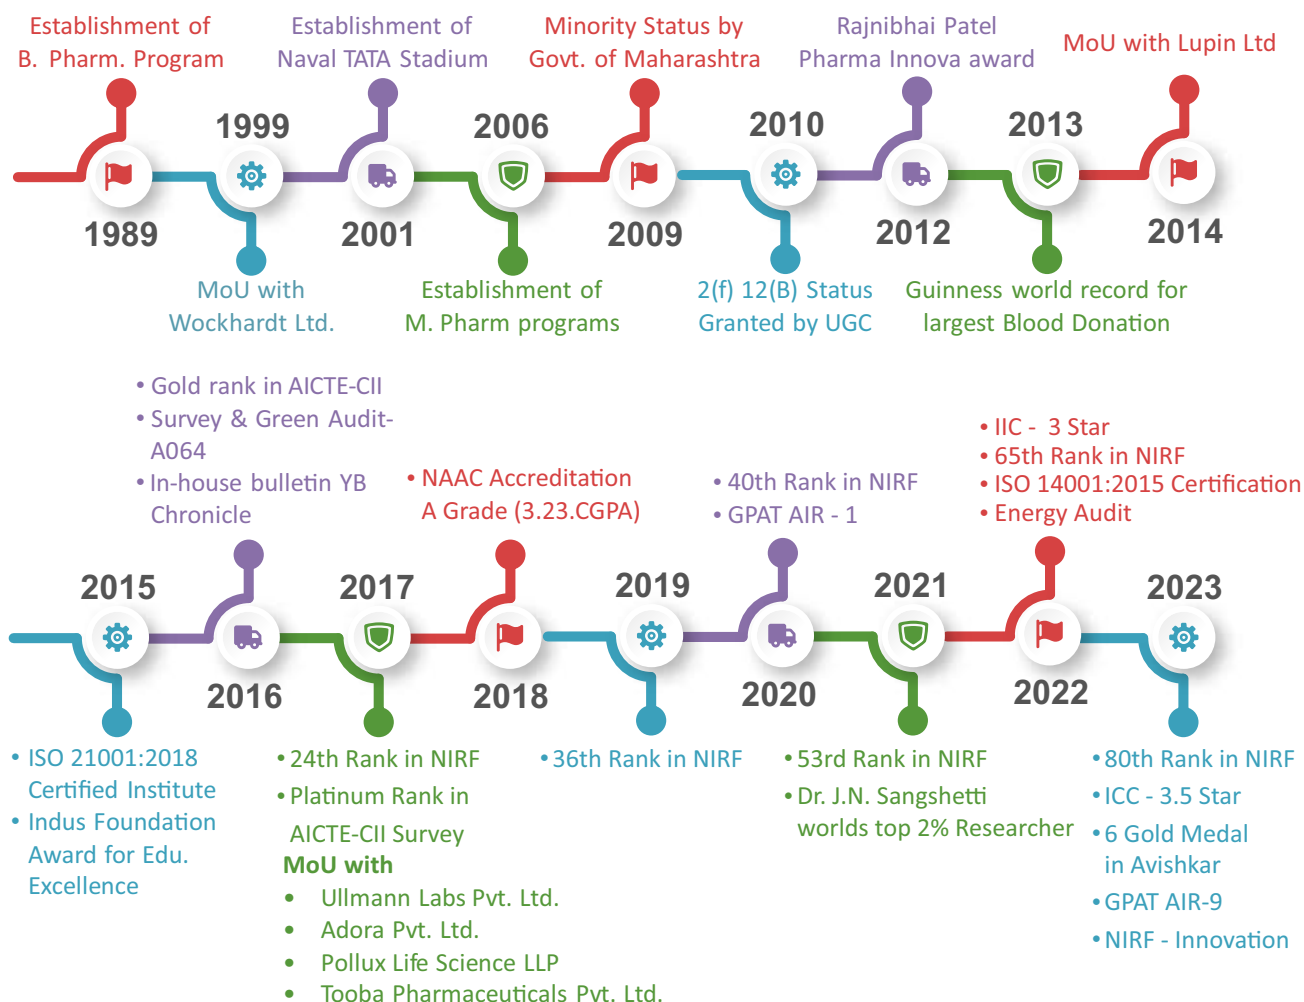 Establishment of
B. Pharm. Program
Establishment of
Naval TATA Stadium
Minority Status by
Govt. of Maharashtra
Rajnibhai Patel
Pharma Innova award
MoU with Lupin Ltd
1999
2006
2010
2013
1989
2001
2009
2012
2014
MoU with
Wockhardt Ltd.
Establishment of
M. Pharm programs
2(f) 12(B) Status
Granted by UGC
Guinness world record for
largest Blood Donation
• Gold rank in AICTE-CII
• Survey & Green Audit-
A064
• In-house bulletin YB
Chronicle
• NAAC Accreditation
A Grade (3.23.CGPA)
• 40th Rank in NIRF
• GPAT AIR - 1
• IIC - 3 Star
• 65th Rank in NIRF
• ISO 14001:2015 Certification
• Energy Audit
2015
2017
2019
2021
2023
2016
2018
2020
2022
• ISO 21001:2018
Certified Institute
• Indus Foundation
Award for Edu.
Excellence
• 24th Rank in NIRF
• Platinum Rank in
AICTE-CII Survey
MoU with
• Ullmann Labs Pvt. Ltd.
• Adora Pvt. Ltd.
• Pollux Life Science LLP
• Tooba Pharmaceuticals Pvt. Ltd.
• 36th Rank in NIRF
• 53rd Rank in NIRF
• Dr. J.N. Sangshetti
worlds top 2% Researcher
• 80th Rank in NIRF
• ICC - 3.5 Star
• 6 Gold Medal
in Avishkar
• GPAT AIR-9
• NIRF - Innovation